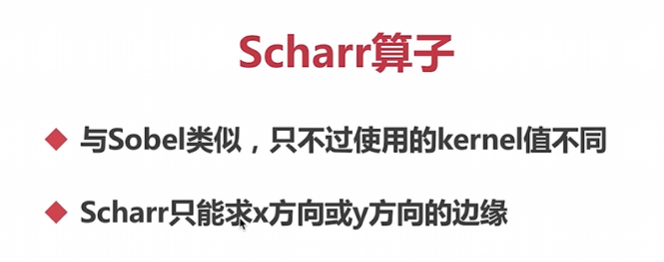 Scharr算子
与Sobel类似，只不过使用的kernel值不同
Scharr只能求x方向或y方向的边缘